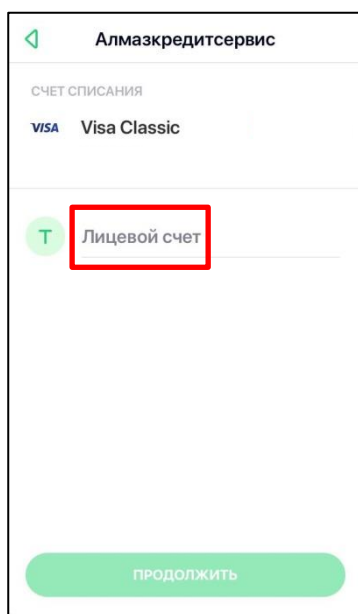 Алмазкредитсервис
СЧЕТ СПИСАНИЯ
VISA Visa Classic
Т Лицевой счет
ПРОДОЛЖИТЬ